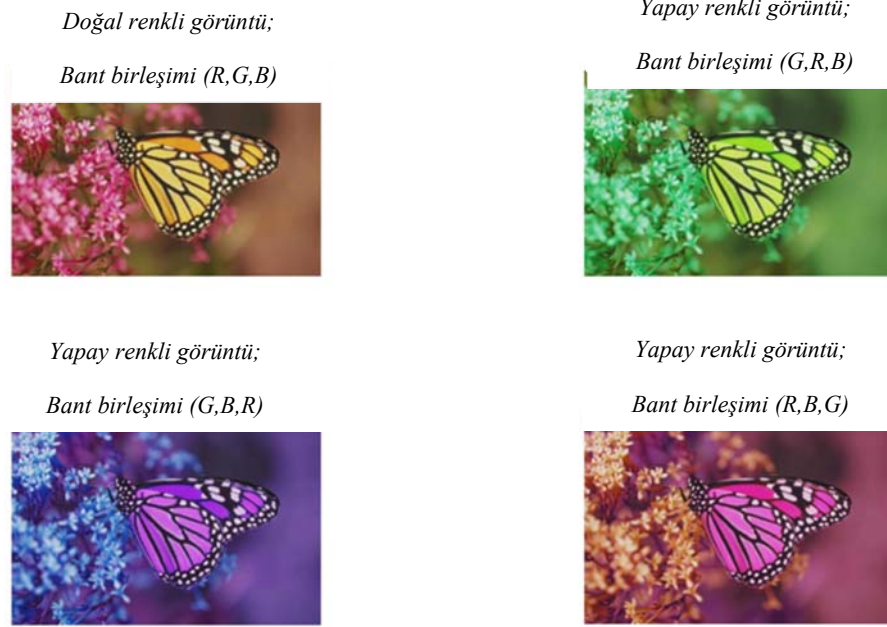 Doğal renkli görüntü;
Bant birleşimi (R,G,B)
Yapay renkli görüntü;
Bant birleşimi (G,R,B)
Yapay renkli görüntü;
Bant birleşimi (G,B,R)
Yapay renkli görüntü;
Bant birleşimi (R,B,G)